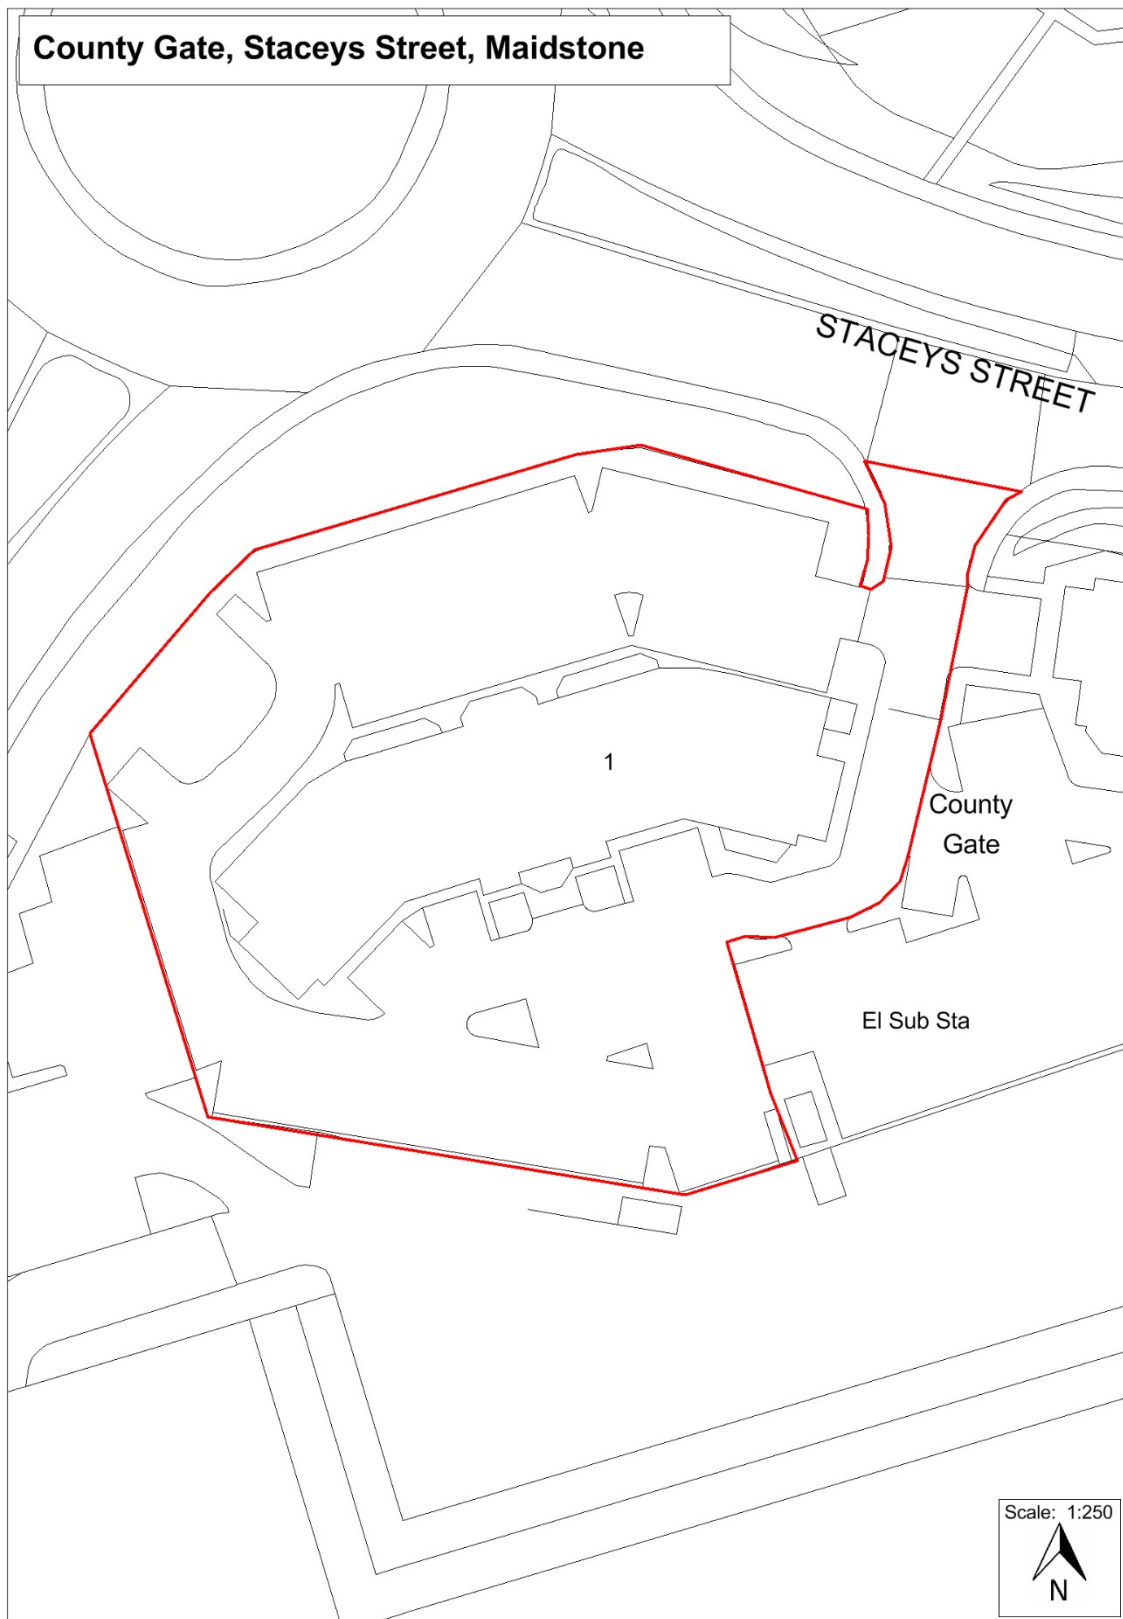 County Gate, Staceys Street, Maidstone
STACEYS STREET
1
County
Gate
El Sub Sta
Scale: 1:250
N